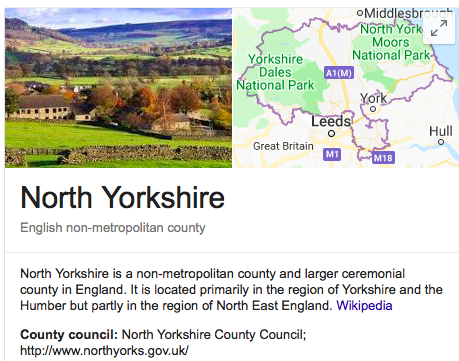 Middlesbrough
North York
Moors
National Park
Yorkshire
Dales
National Park
A1(M)
York
Leeds
Great Britain
Hull
M1
M18
North Yorkshire
English non-metropolitan county
North Yorkshire is a non-metropolitan county and larger ceremonial
county in England. It is located primarily in the region of Yorkshire and the
Humber but partly in the region of North East England. Wikipedia
County council: North Yorkshire County Council;
http://www.northyorks.gov.uk/